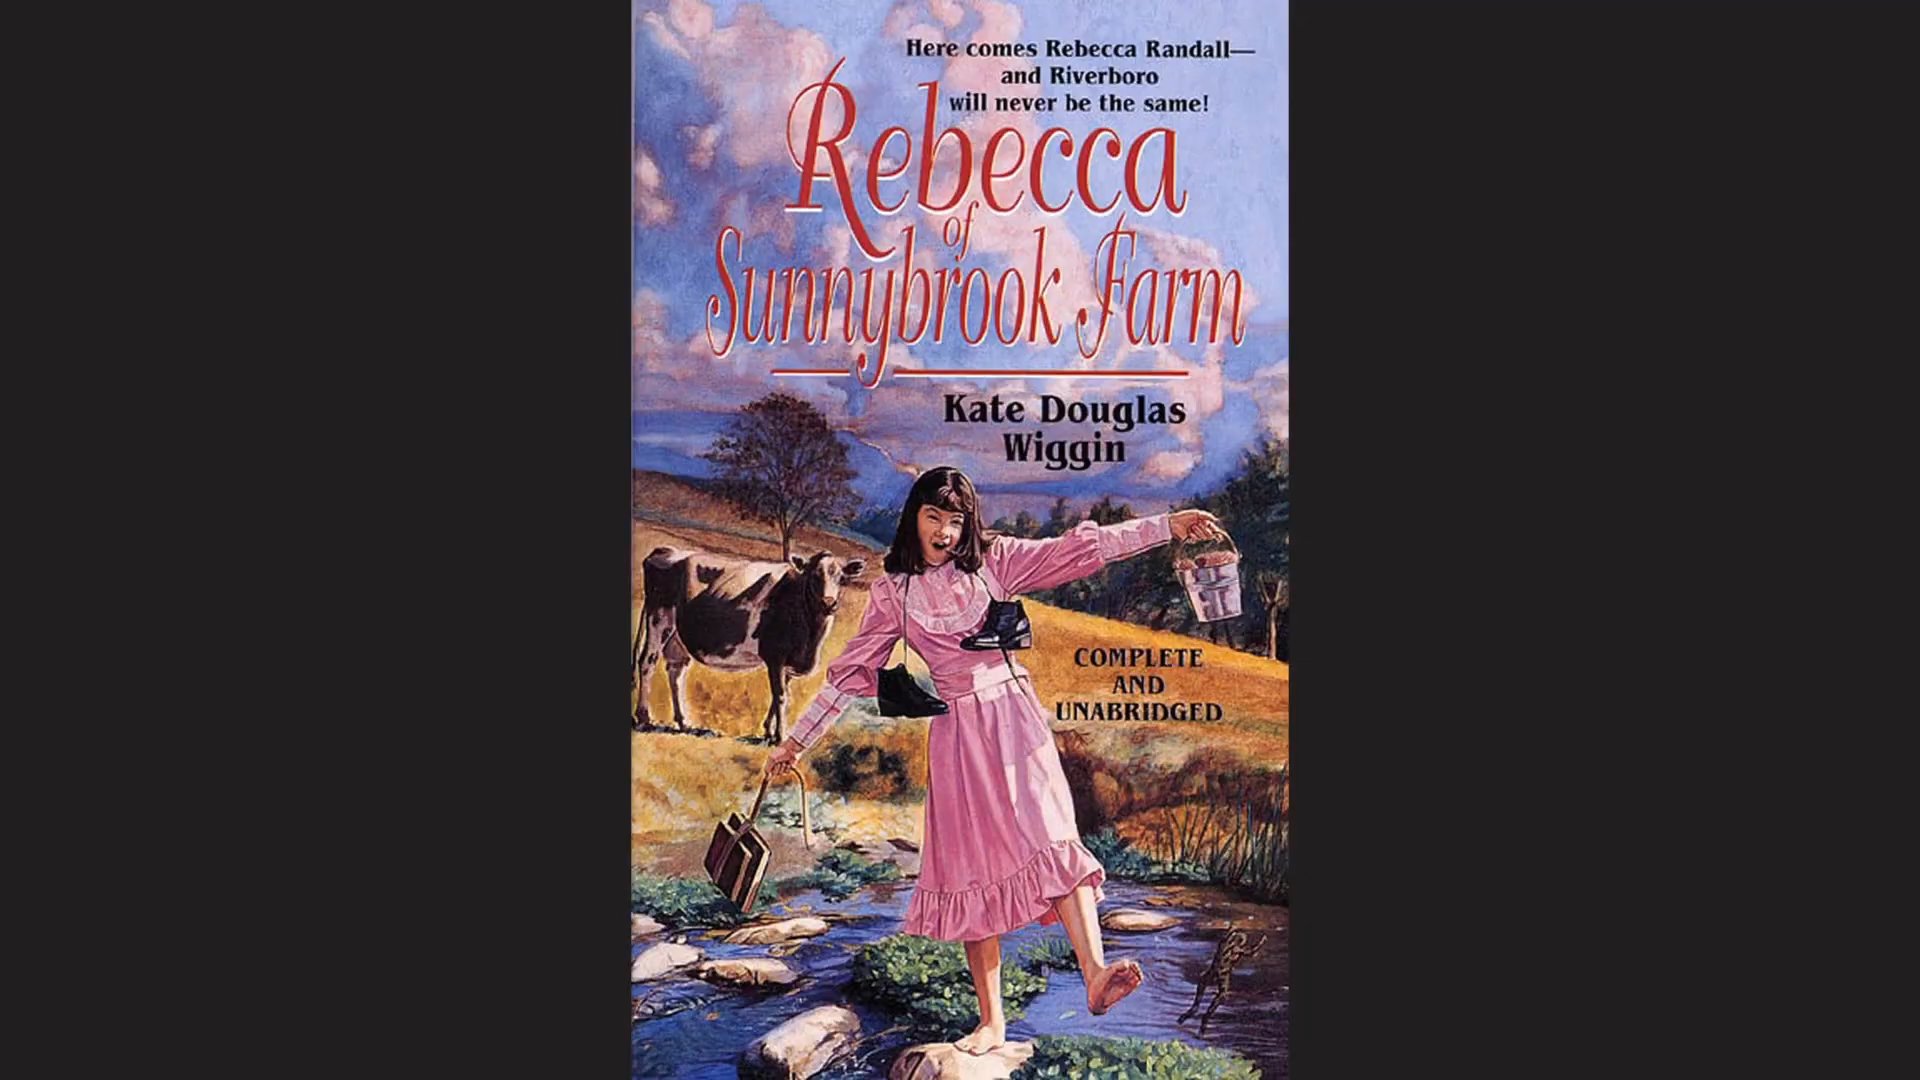 Here comes Rebecca Randall—
and Riverboro
will never be the same!
Rebecca
of
Sunnybrook Farm
Kate Douglas
Wiggin
COMPLETE
AND
UNABRIDGED